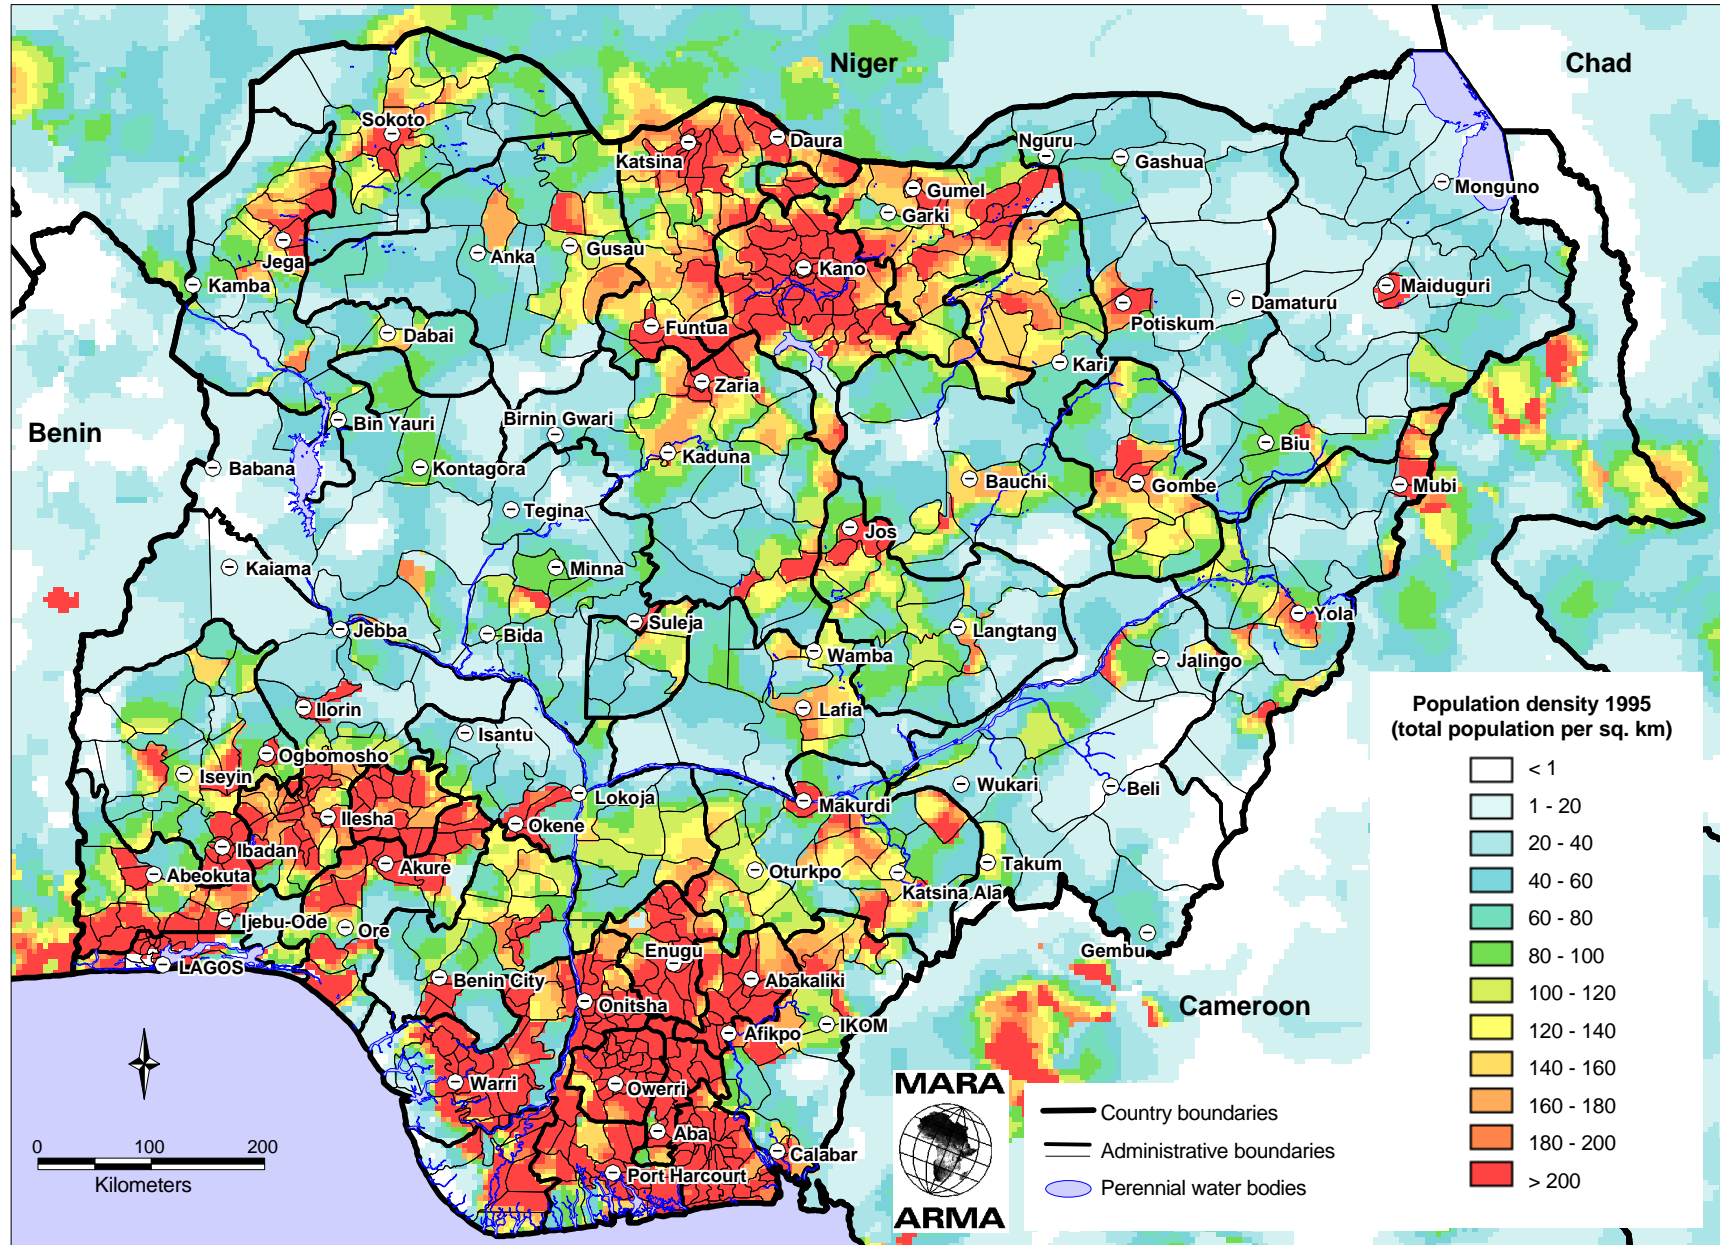 Niger
Chad
Sokoto
Katsina
Daura
Nguru
Gashua
Gumel
Monguno
Garki
Jega
Anka
Gusau
Kano
Kamba
Maiduguri
Damaturu
Potiskum
Dabai
Funtua
Kari
Zaria
Benin
Bin Yauri
Birnin Gwari
Biu
Babana
Kontagora
Kaduna
Bauchi
Gombe
Mubi
Tegina
Jos
Kaiama
Minna
Yola
Jebba
Bida
Suleja
Langtang
Wamba
Jalingo
Ilorin
Lafia
Isantu
Ogbomosho
Iseyin
Lokoja
Makurdi
Wukari
Beli
Ilesha
Okene
Ibadan
Abeokuta
Akure
Oturkpo
Takum
Katsina Ala
Ijebu-Ode
Ore
Gembu
LAGOS
Enugu
Benin City
Abakaliki
Onitsha
Cameroon
Afikpo
IKOM
Warri
Owerri
Aba
Calabar
Port Harcourt
Population density 1995
(total population per sq. km)
< 1
1 - 20
20 - 40
40 - 60
60 - 80
80 - 100
100 - 120
120 - 140
140 - 160
160 - 180
180 - 200
> 200
MARA
ARMA
Country boundaries
Administrative boundaries
Perennial water bodies
0 100 200
Kilometers